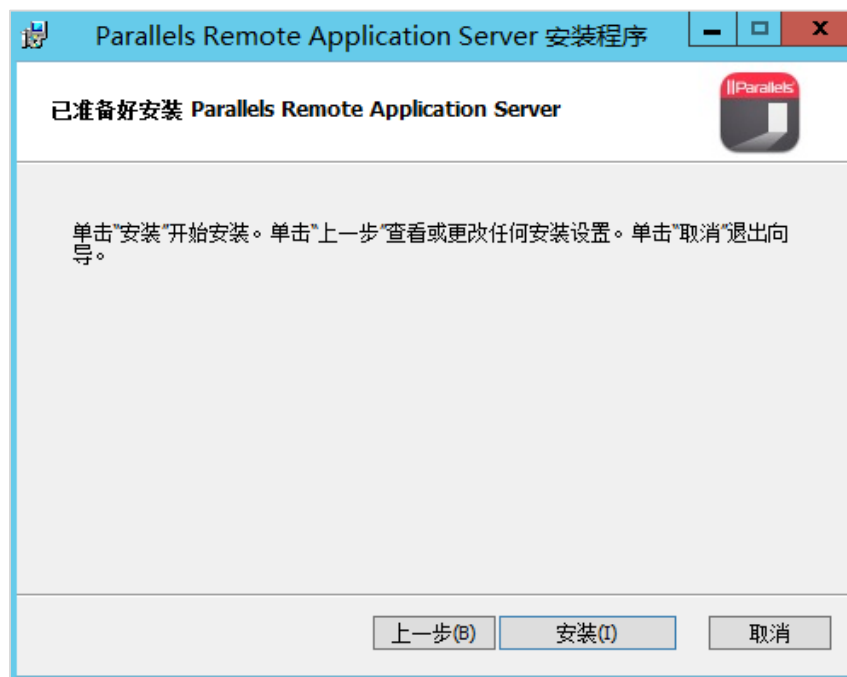 Parallels Remote Application Server 安装程序
||Parallels
已准备好安装 Parallels Remote Application Server
单击"安装"开始安装。单击"上一步"查看或更改任何安装设置。单击"取消"退出向
导。
上一步(B) 安装(I) 取消